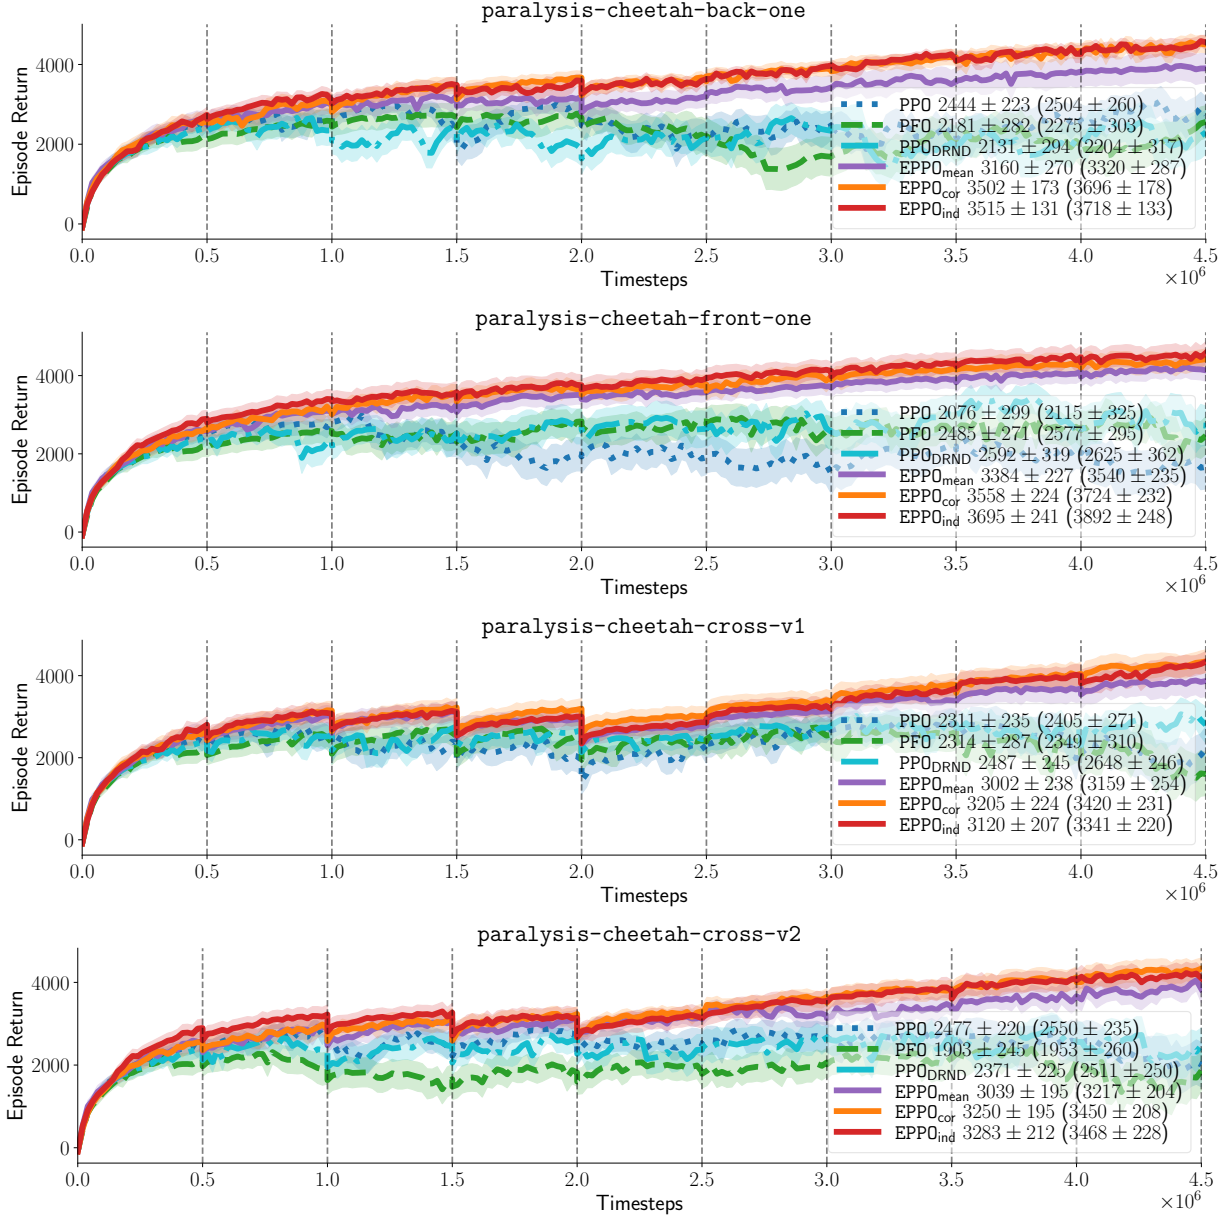 paralysis-cheetah-back-one
Episode Return
4000
2000
0
PPO 2444 ± 223 (2504 ± 260)
PFO 2181 ± 282 (2275 ± 303)
PPO_DRND 2131 ± 294 (2204 ± 317)
EPPO_mean 3160 ± 270 (3320 ± 287)
EPPO_cor 3502 ± 173 (3696 ± 178)
EPPO_ind 3515 ± 131 (3718 ± 133)
0.0 0.5 1.0 1.5 2.0 2.5 3.0 3.5 4.0 4.5
Timesteps
×10⁶
paralysis-cheetah-front-one
Episode Return
4000
2000
0
PPO 2076 ± 299 (2115 ± 325)
PFO 2485 ± 271 (2577 ± 295)
PPO_DRND 2592 ± 319 (2625 ± 362)
EPPO_mean 3384 ± 227 (3540 ± 235)
EPPO_cor 3558 ± 224 (3724 ± 232)
EPPO_ind 3695 ± 241 (3892 ± 248)
0.0 0.5 1.0 1.5 2.0 2.5 3.0 3.5 4.0 4.5
Timesteps
×10⁶
paralysis-cheetah-cross-v1
Episode Return
4000
2000
0
PPO 2311 ± 235 (2405 ± 271)
PFO 2314 ± 287 (2349 ± 310)
PPO_DRND 2487 ± 245 (2648 ± 246)
EPPO_mean 3002 ± 238 (3159 ± 254)
EPPO_cor 3205 ± 224 (3420 ± 231)
EPPO_ind 3120 ± 207 (3341 ± 220)
0.0 0.5 1.0 1.5 2.0 2.5 3.0 3.5 4.0 4.5
Timesteps
×10⁶
paralysis-cheetah-cross-v2
Episode Return
4000
2000
0
PPO 2477 ± 220 (2550 ± 235)
PFO 1903 ± 245 (1953 ± 260)
PPO_DRND 2371 ± 225 (2511 ± 250)
EPPO_mean 3039 ± 195 (3217 ± 204)
EPPO_cor 3250 ± 195 (3450 ± 208)
EPPO_ind 3283 ± 212 (3468 ± 228)
0.0 0.5 1.0 1.5 2.0 2.5 3.0 3.5 4.0 4.5
Timesteps
×10⁶